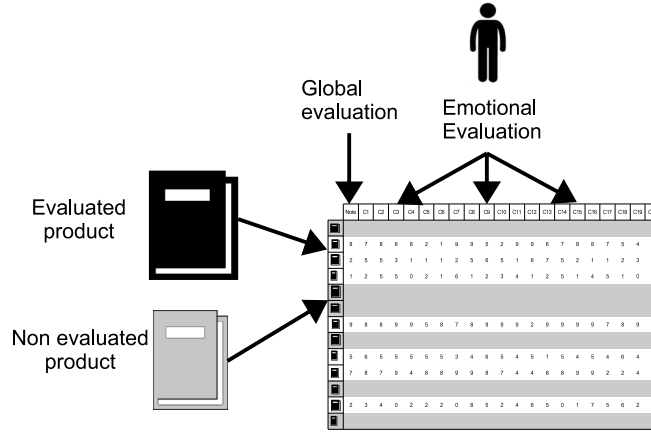 Global
evaluation
Emotional
Evaluation
Evaluated
product
Non evaluated
product
Note C1 C2 C3 C4 C5 C6 C7 C8 C9 C10 C11 C12 C13 C14 C15 C16 C17 C18 C19
8 7 8 6 8 2 1 9 9 5 2 9 9 6 7 8 8 7 5 4
2 5 5 3 1 1 1 2 5 6 5 1 6 7 5 2 1 1 2 3
1 2 5 5 0 2 1 6 1 2 3 4 1 2 5 1 4 5 1 0
9 8 8 9 9 5 8 7 8 9 9 9 2 9 9 9 9 7 8 9
5 6 5 5 5 5 5 3 4 6 5 4 5 1 5 4 5 4 6 4
7 8 7 9 4 8 8 9 9 8 7 4 4 8 8 9 9 2 2 4
2 3 4 0 2 2 2 0 8 5 2 4 6 5 0 1 7 5 6 2